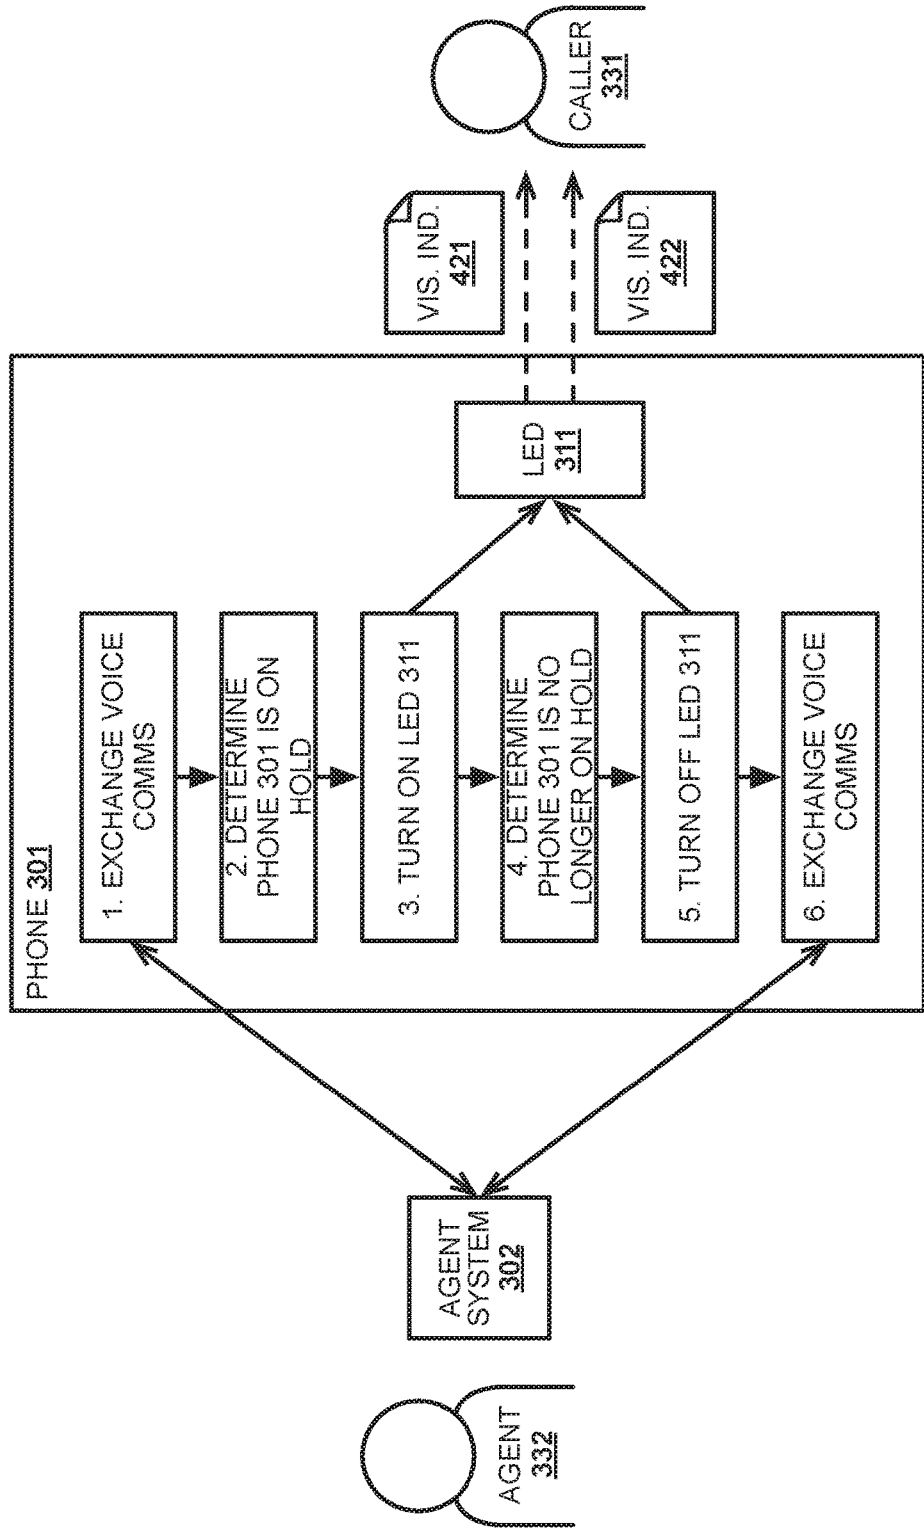 PHONE 301
1. EXCHANGE VOICE
COMMS
2. DETERMINE
PHONE 301 IS ON
HOLD
3. TURN ON LED 311
4. DETERMINE
PHONE 301 IS NO
LONGER ON HOLD
5. TURN OFF LED 311
6. EXCHANGE VOICE
COMMS
AGENT
332
AGENT
SYSTEM
302
LED
311
VIS. IND.
421
VIS. IND.
422
CALLER
331